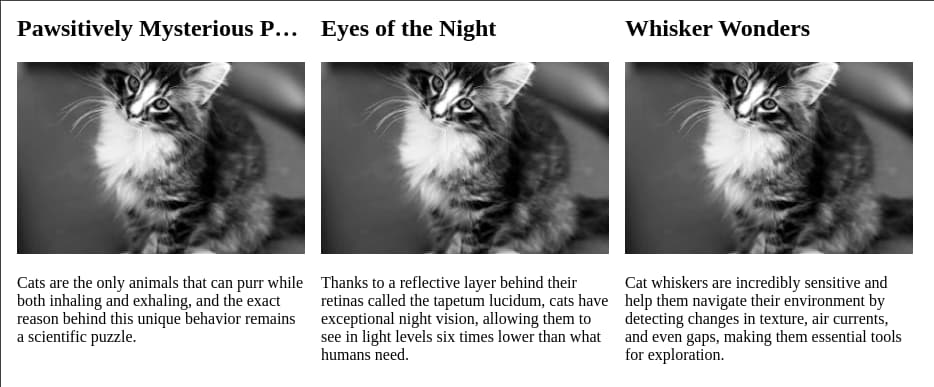 Pawsitively Mysterious P…
Cats are the only animals that can purr while
both inhaling and exhaling, and the exact
reason behind this unique behavior remains
a scientific puzzle.
Eyes of the Night
Thanks to a reflective layer behind their
retinas called the tapetum lucidum, cats have
exceptional night vision, allowing them to
see in light levels six times lower than what
humans need.
Whisker Wonders
Cat whiskers are incredibly sensitive and
help them navigate their environment by
detecting changes in texture, air currents,
and even gaps, making them essential tools
for exploration.